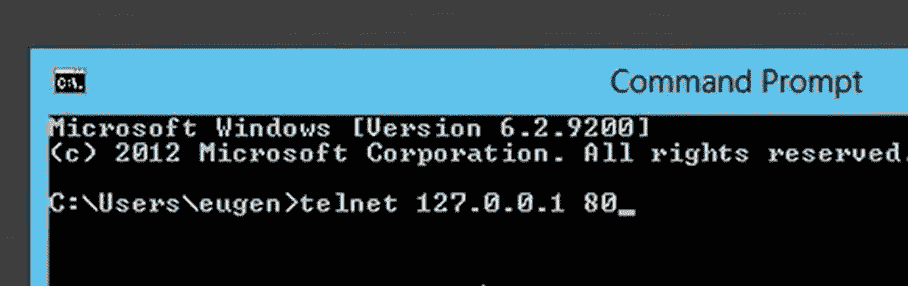 C:\.
Command Prompt
Microsoft Windows [Version 6.2.9200]
(c) 2012 Microsoft Corporation. All rights reserved.
C:\Users\eugen>telnet 127.0.0.1 80_